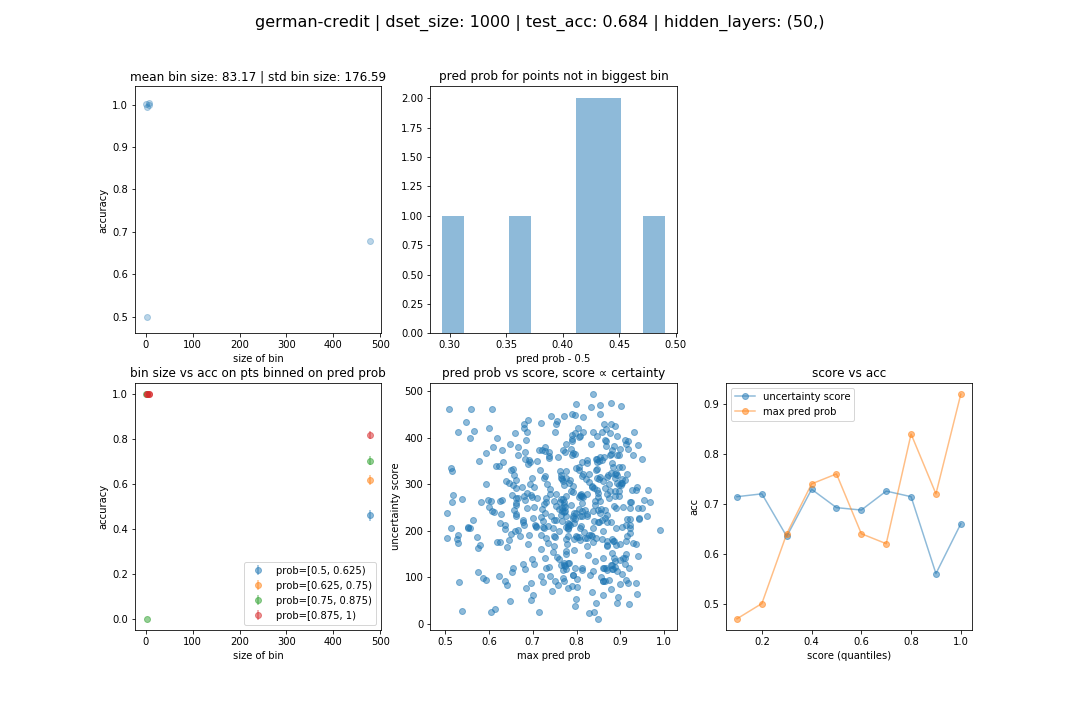 german-credit | dset_size: 1000 | test_acc: 0.684 | hidden_layers: (50,)
mean bin size: 83.17 | std bin size: 176.59
accuracy
1.0
0.9
0.8
0.7
0.6
0.5
0
100
200
300
400
500
size of bin
pred prob for points not in biggest bin
2.00
1.75
1.50
1.25
1.00
0.75
0.50
0.25
0.00
0.30
0.35
0.40
0.45
0.50
pred prob - 0.5
bin size vs acc on pts binned on pred prob
accuracy
1.0
0.8
0.6
0.4
0.2
0.0
prob=[0.5, 0.625)
prob=[0.625, 0.75)
prob=[0.75, 0.875)
prob=[0.875, 1)
0
100
200
300
400
500
size of bin
pred prob vs score, score ∝ certainty
uncertainty score
500
400
300
200
100
0
0.5
0.6
0.7
0.8
0.9
1.0
max pred prob
score vs acc
uncertainty score
max pred prob
acc
0.9
0.8
0.7
0.6
0.5
0.2
0.4
0.6
0.8
1.0
score (quantiles)